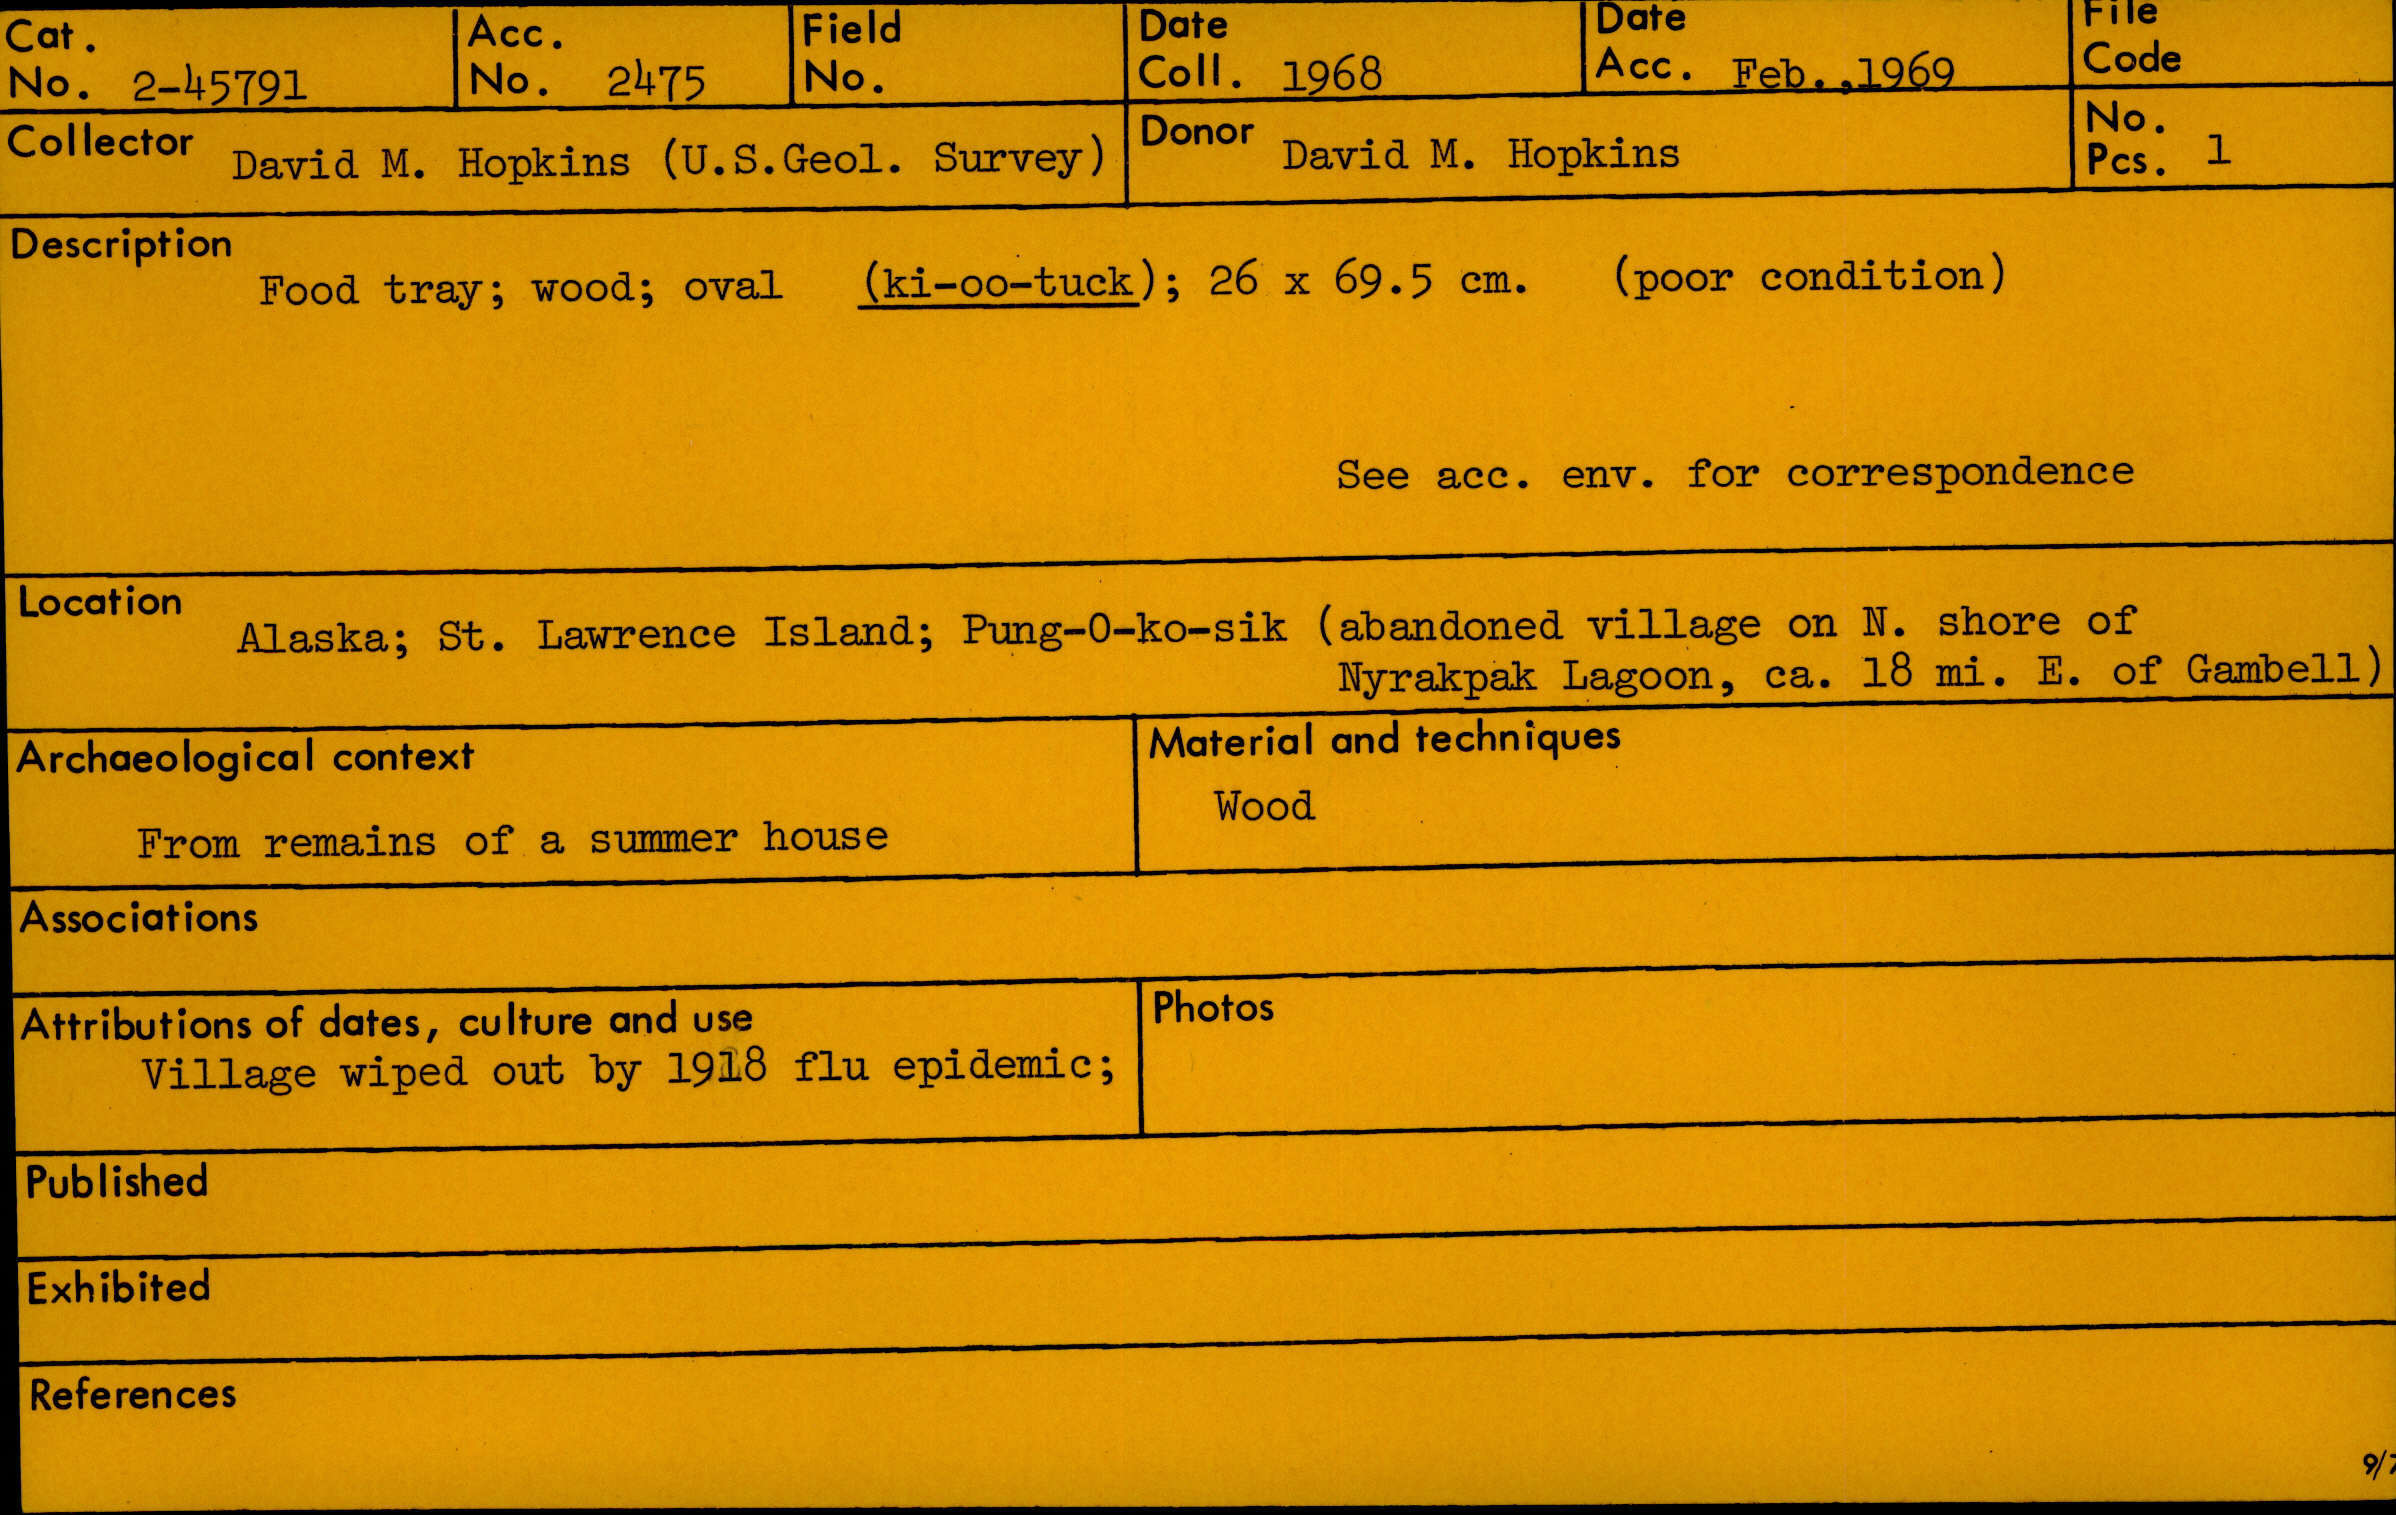 Cat. No. 2-45791
Acc. No. 2475
Field No.
Date Coll. 1968
Date Acc. Feb.,1969
File Code
Collector David M. Hopkins (U.S.Geol. Survey)
Donor David M. Hopkins
No. Pcs. 1
Description
Food tray; wood; oval (ki-oo-tuck); 26 x 69.5 cm. (poor condition)
See acc. env. for correspondence
Location
Alaska; St. Lawrence Island; Pung-O-ko-sik (abandoned village on N. shore of
Nyrakpak Lagoon, ca. 18 mi. E. of Gambell)
Archaeological context
From remains of a summer house
Material and techniques
Wood
Associations
Attributions of dates, culture and use
Village wiped out by 1918 flu epidemic;
Photos
Published
Exhibited
References
9/7